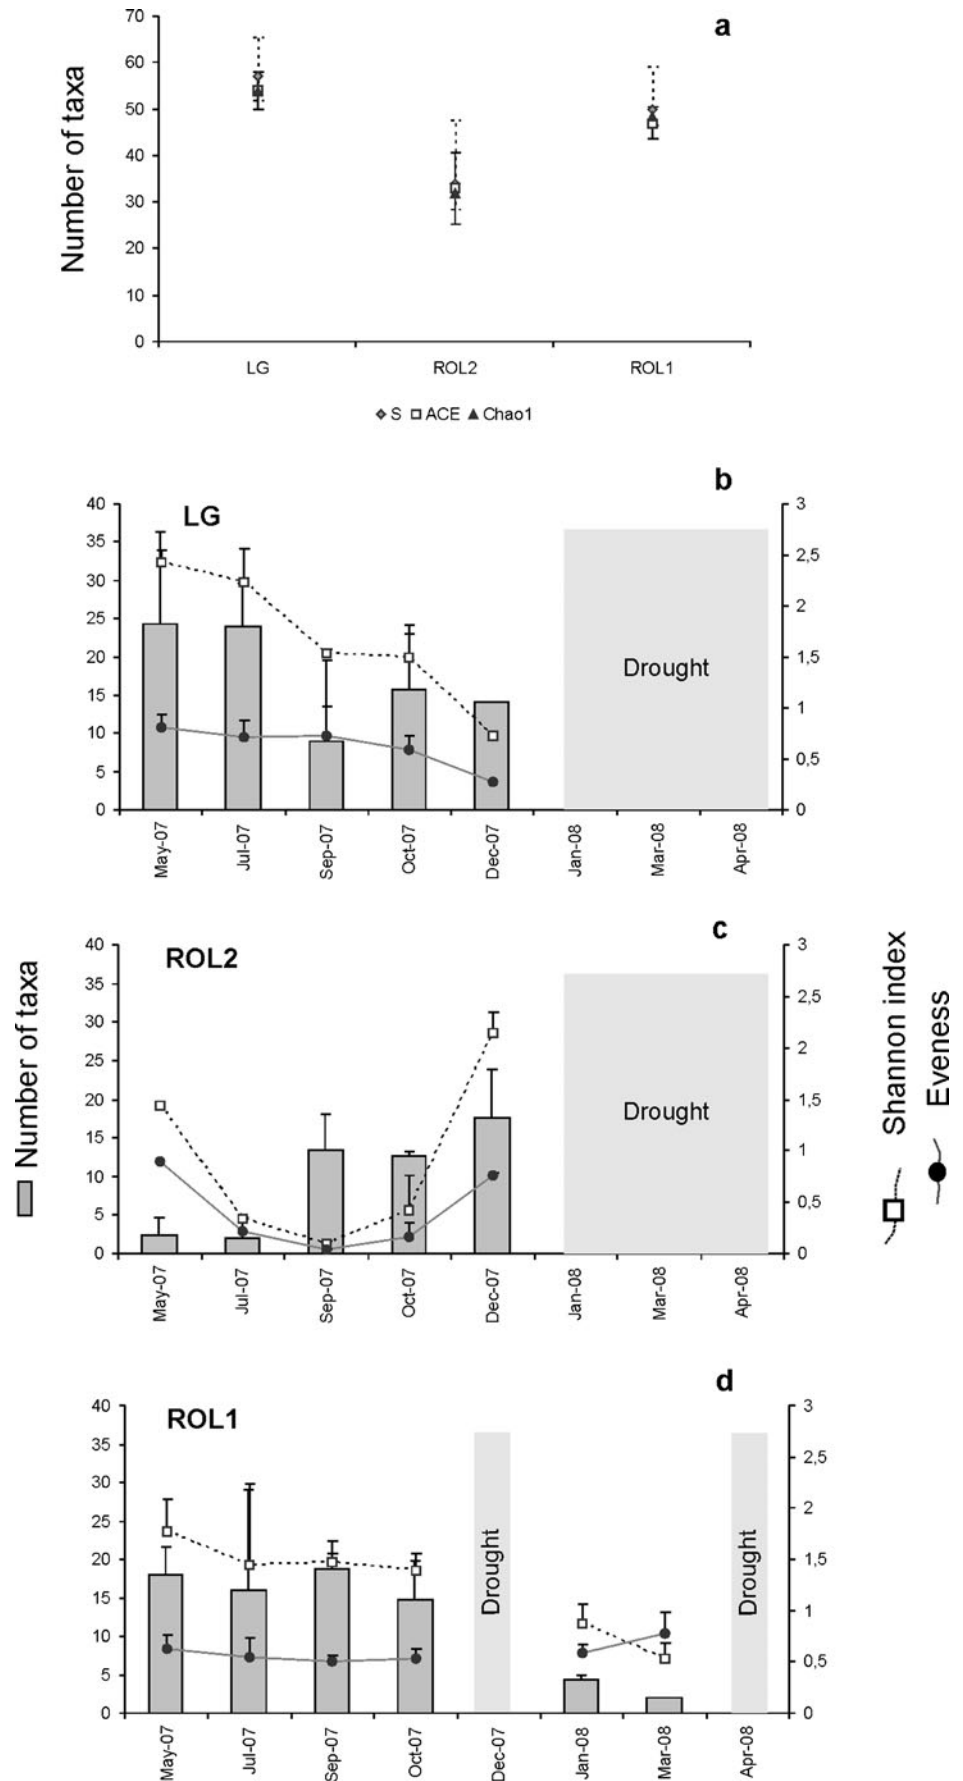 a
Number of taxa
70
60
50
40
30
20
10
0
LG ROL2 ROL1
S ACE Chao1
b
LG
40
35
30
25
20
15
10
5
0
3
2,5
2
1,5
1
0,5
0
Drought
May-07 Jul-07 Sep-07 Oct-07 Dec-07 Jan-08 Mar-08 Apr-08
c
ROL2
40
35
30
25
20
15
10
5
0
3
2,5
2
1,5
1
0,5
0
Drought
May-07 Jul-07 Sep-07 Oct-07 Dec-07 Jan-08 Mar-08 Apr-08
Number of taxa
Shannon index
Eveness
d
ROL1
40
35
30
25
20
15
10
5
0
3
2,5
2
1,5
1
0,5
0
Drought
Drought
May-07 Jul-07 Sep-07 Oct-07 Dec-07 Jan-08 Mar-08 Apr-08